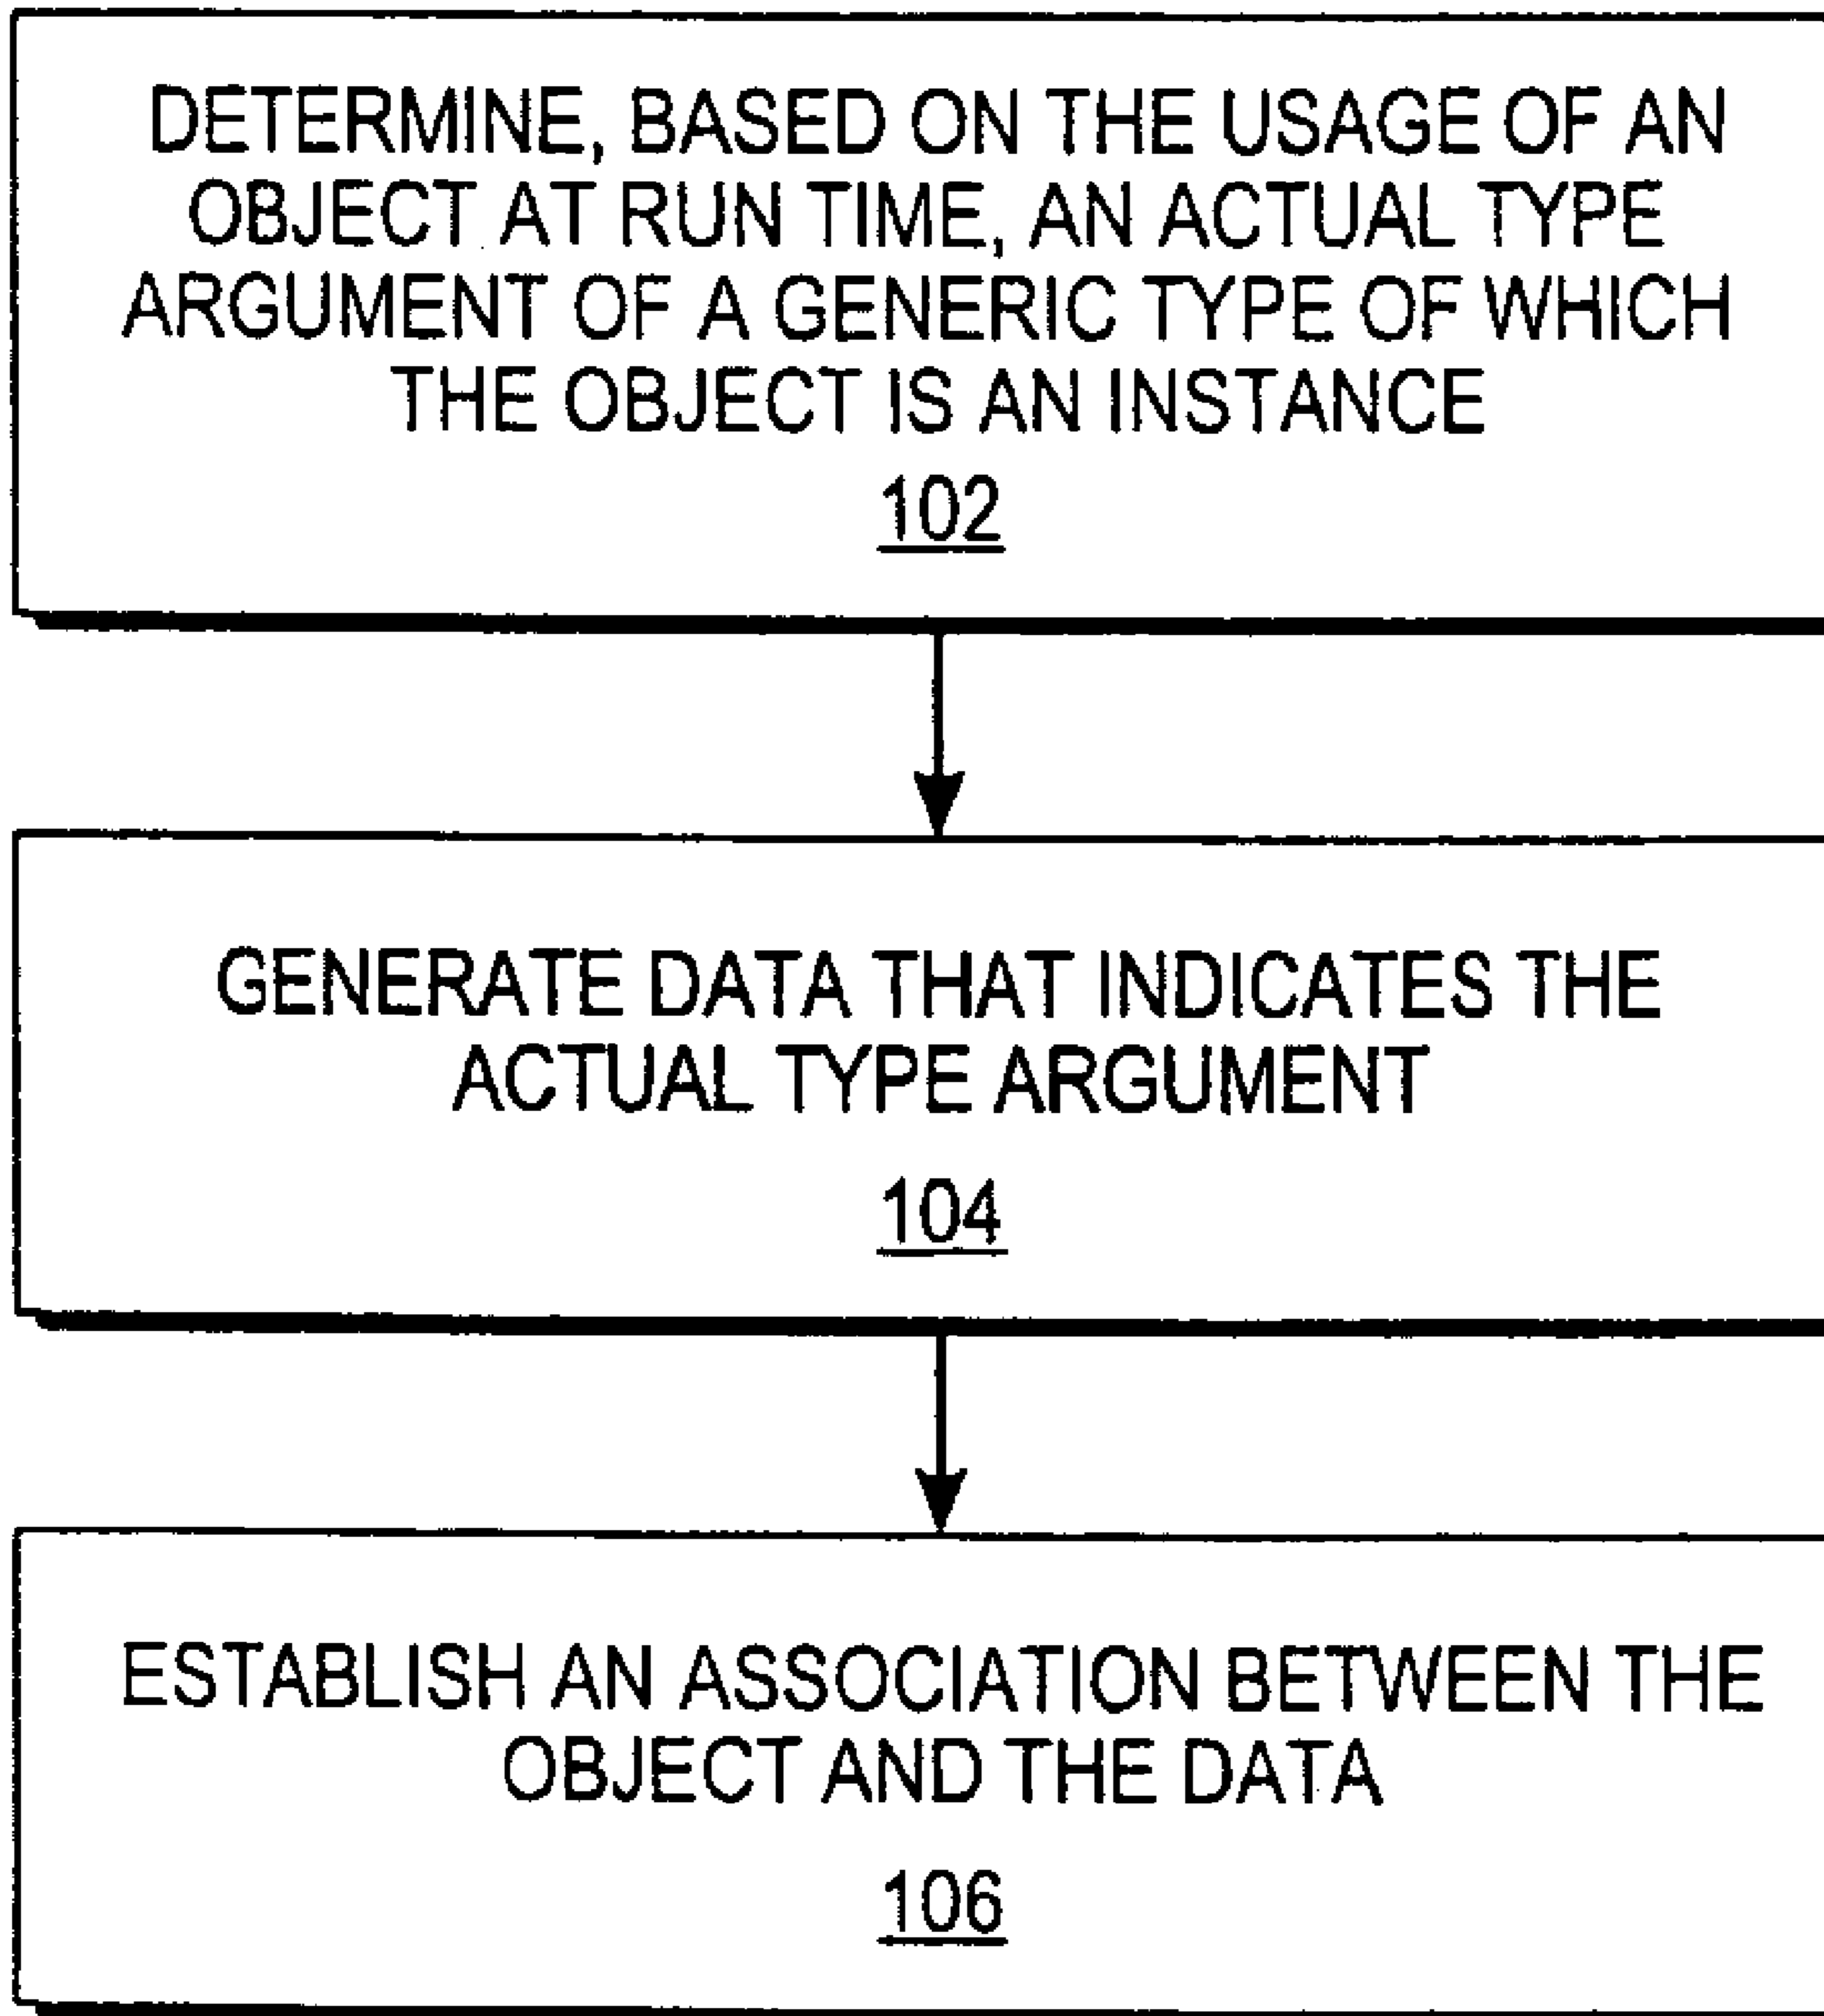 DETERMINE, BASED ON THE USAGE OF AN
OBJECT AT RUN TIME, AN ACTUAL TYPE
ARGUMENT OF A GENERIC TYPE OF WHICH
THE OBJECT IS AN INSTANCE
102
GENERATE DATA THAT INDICATES THE
ACTUAL TYPE ARGUMENT
104
ESTABLISH AN ASSOCIATION BETWEEN THE
OBJECT AND THE DATA
106